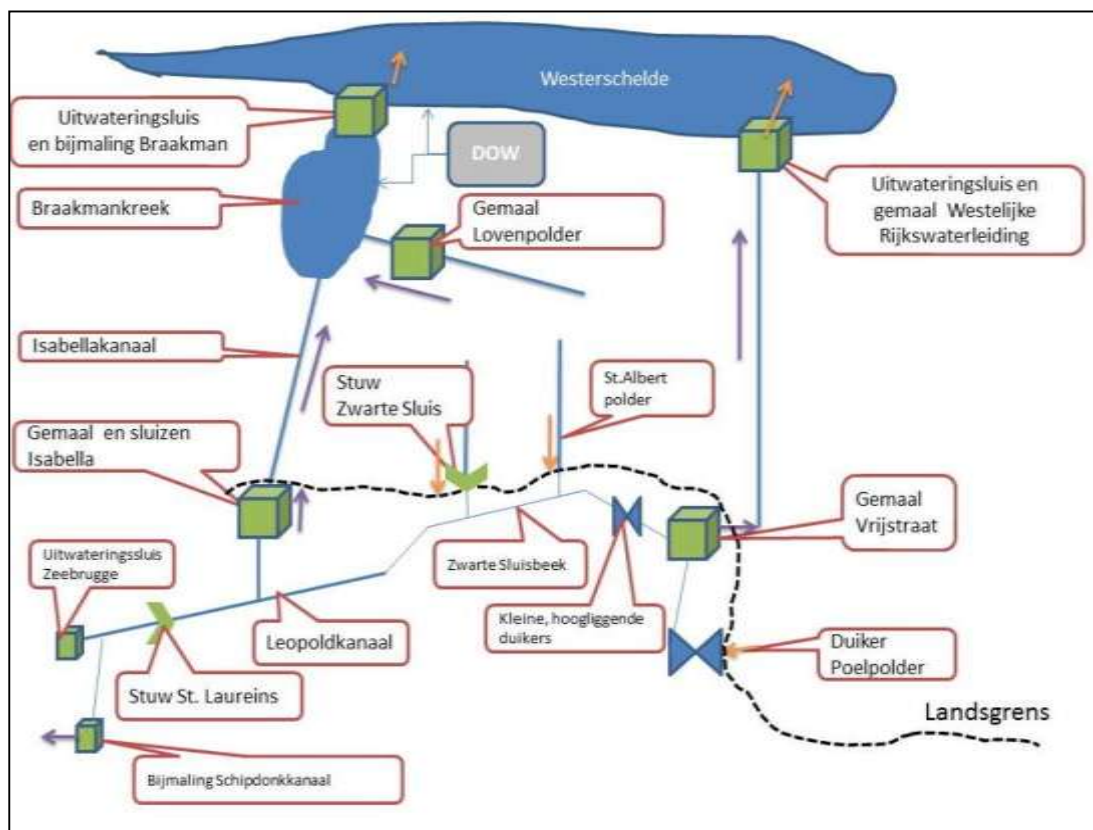 Westerschelde
Uitwateringsluis
en bijmaling Braakman
DOW
Braakmankreek
Gemaal
Lovenpolder
Uitwateringsluis en
gemaal Westelijke
Rijkswaterleiding
Isabellakanaal
Stuw
Zwarte Sluis
St.Albert
polder
Gemaal en sluizen
Isabella
Gemaal
Vrijstraat
Uitwateringssluis
Zeebrugge
Zwarte Sluisbeek
Kleine, hoogliggende
duikers
Leopoldkanaal
Duiker
Poelpolder
Stuw St. Laureins
Landsgrens
Bijmaling Schipdonkkanaal